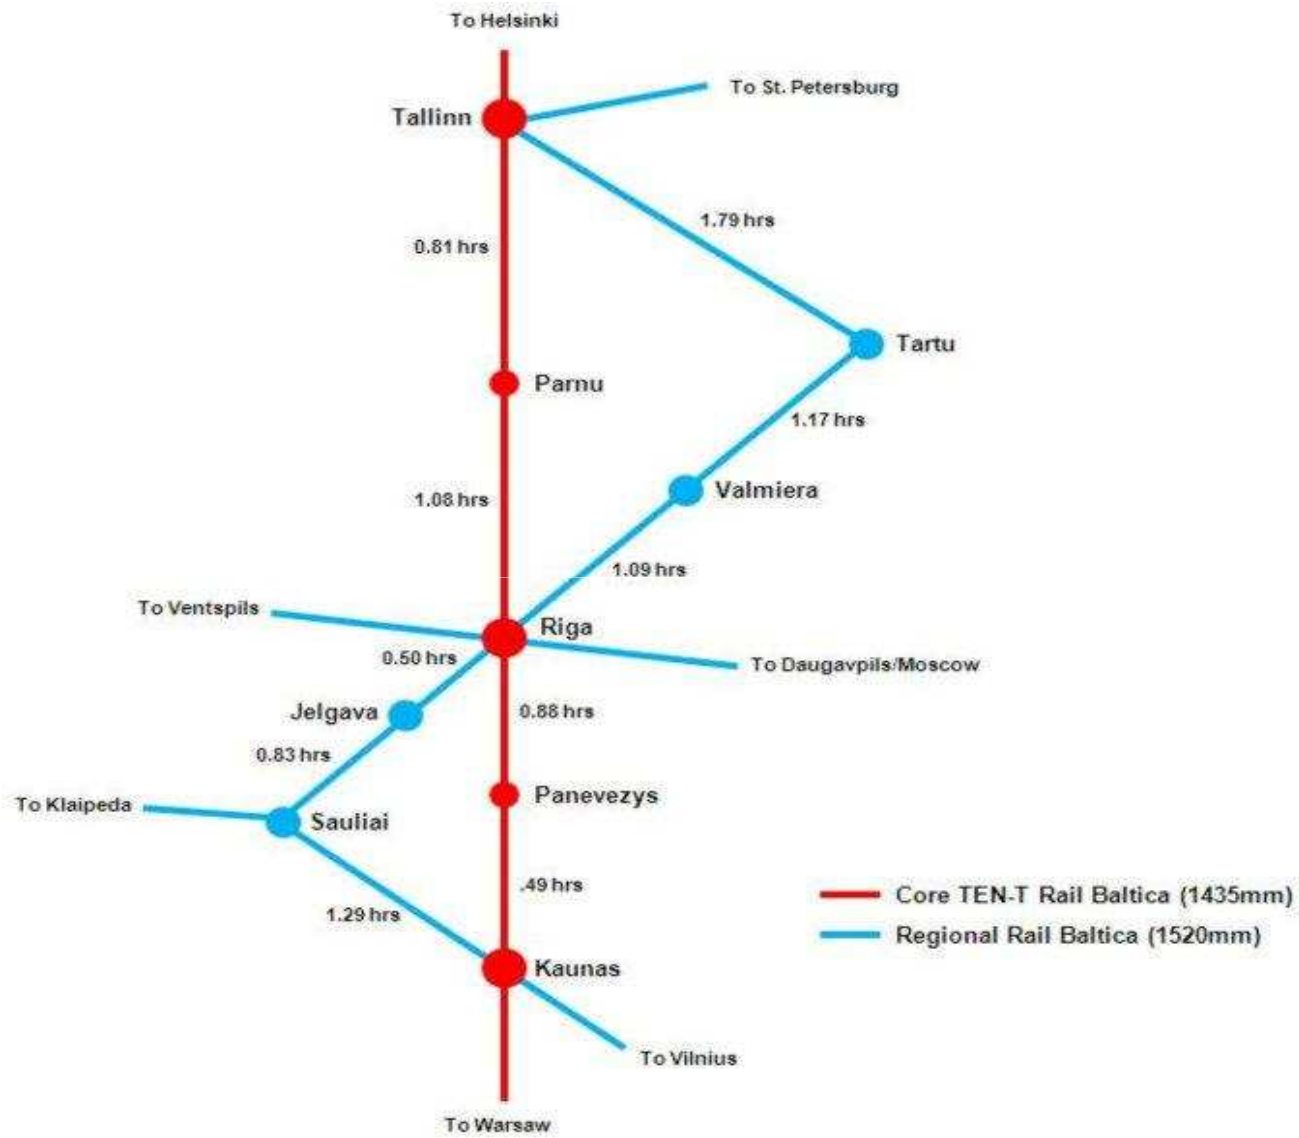 To Helsinki
To St. Petersburg
Tallinn
1.79 hrs
0.81 hrs
Tartu
Parnu
1.17 hrs
Valmiera
1.08 hrs
1.09 hrs
To Ventspils
Riga
0.50 hrs
To Daugavpils/Moscow
Jelgava
0.88 hrs
0.83 hrs
Panevezys
To Klaipeda
Sauliai
.49 hrs
Core TEN-T Rail Baltica (1435mm)
1.29 hrs
Regional Rail Baltica (1520mm)
Kaunas
To Vilnius
To Warsaw